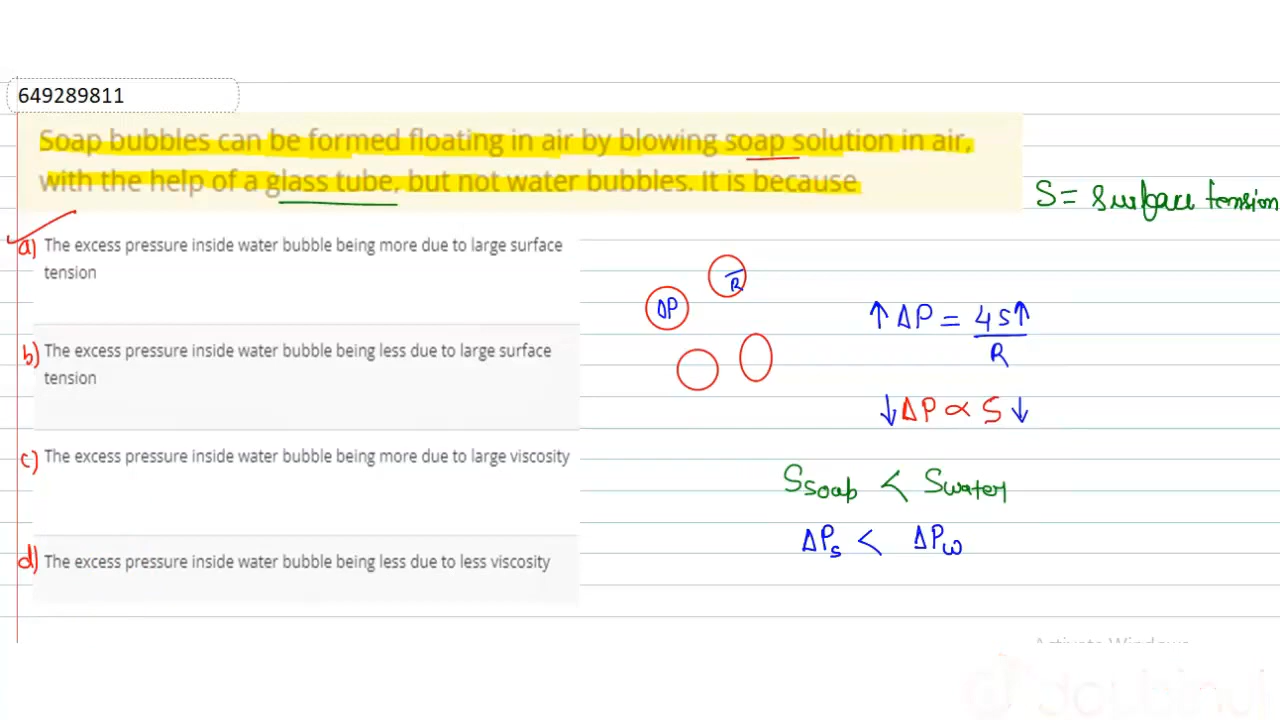 649289811
Soap bubbles can be formed floating in air by blowing soap solution in air,
with the help of a glass tube, but not water bubbles. It is because
S = Surface tension
a) The excess pressure inside water bubble being more due to large surface
tension
b) The excess pressure inside water bubble being less due to large surface
tension
c) The excess pressure inside water bubble being more due to large viscosity
d) The excess pressure inside water bubble being less due to less viscosity
R
ΔP
↑ ΔP = 4S↑
R
↓ ΔP ∝ S ↓
Ssoap < Swater
ΔPs < ΔPw
Activate Windows
doubtnut